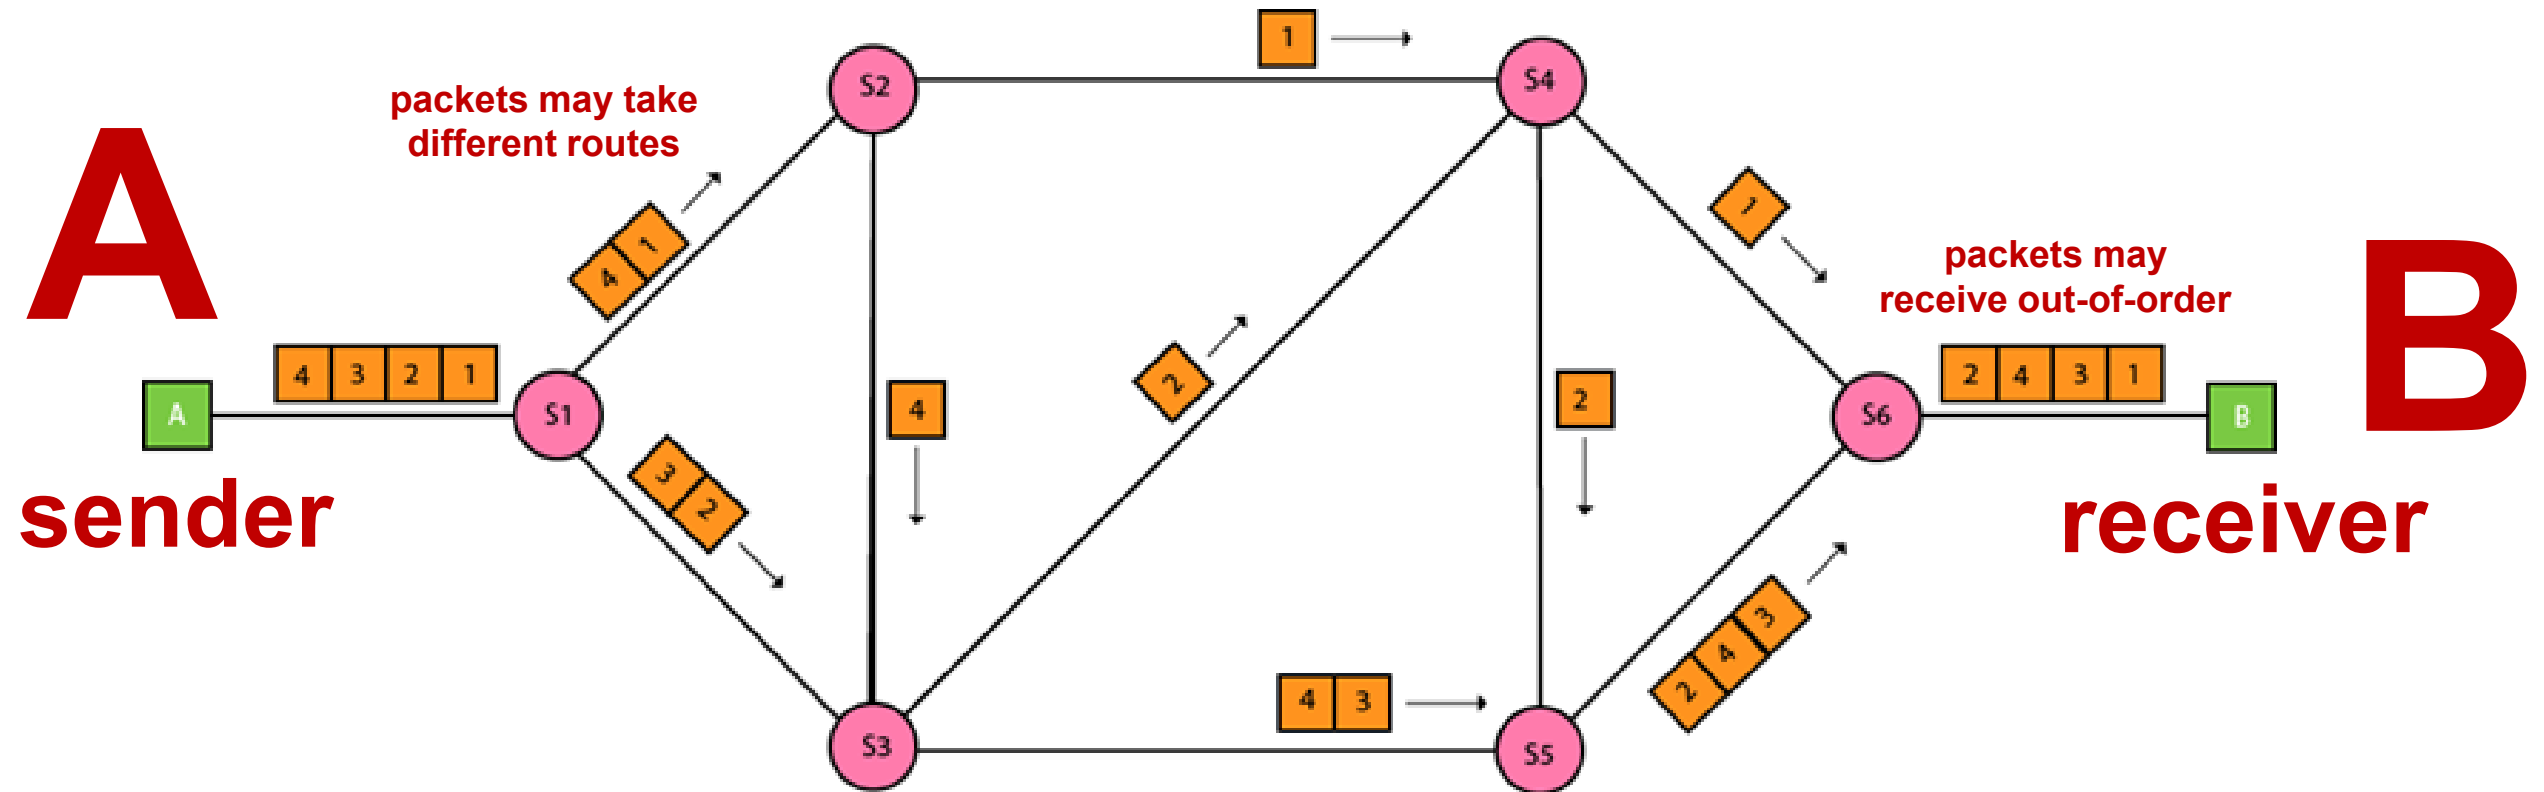 A
sender
packets may take
different routes
A
4 3 2 1
S1
4 1
3 2
S2
4
S3
1
2
4 3
S4
2
S5
1
2 4 3
S6
packets may
receive out-of-order
2 4 3 1
B
B
receiver